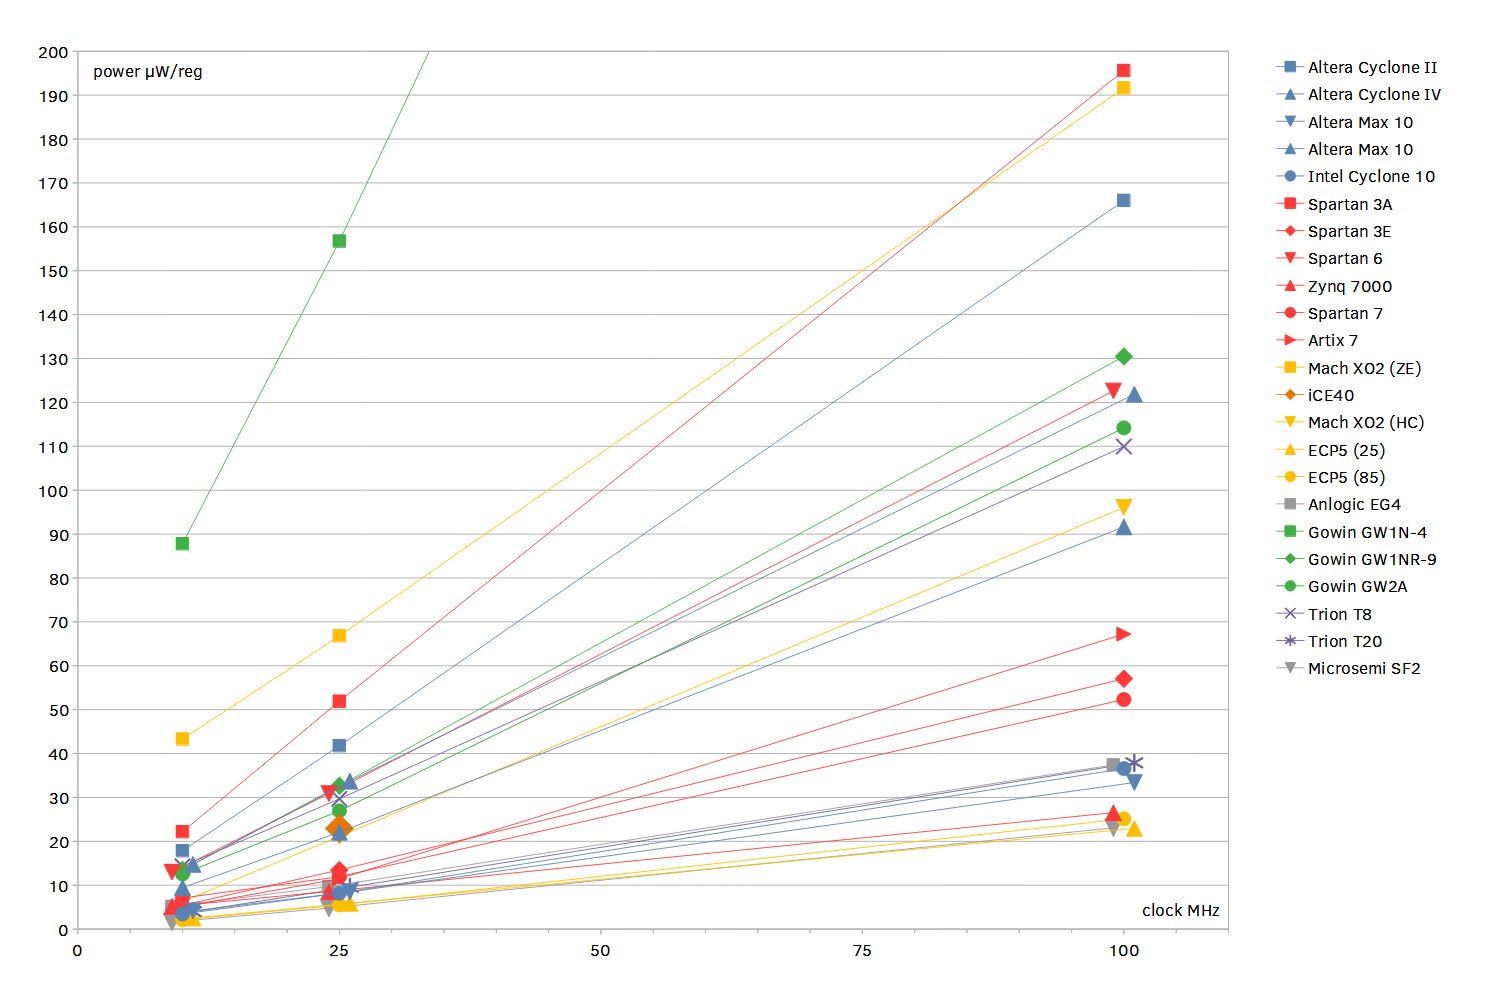 200
power µW/reg
190
180
170
160
150
140
130
120
110
100
90
80
70
60
50
40
30
20
10
clock MHz
0
0 25 50 75 100
Altera Cyclone II
Altera Cyclone IV
Altera Max 10
Altera Max 10
Intel Cyclone 10
Spartan 3A
Spartan 3E
Spartan 6
Zynq 7000
Spartan 7
Artix 7
Mach XO2 (ZE)
iCE40
Mach XO2 (HC)
ECP5 (25)
ECP5 (85)
Anlogic EG4
Gowin GW1N-4
Gowin GW1NR-9
Gowin GW2A
Trion T8
Trion T20
Microsemi SF2